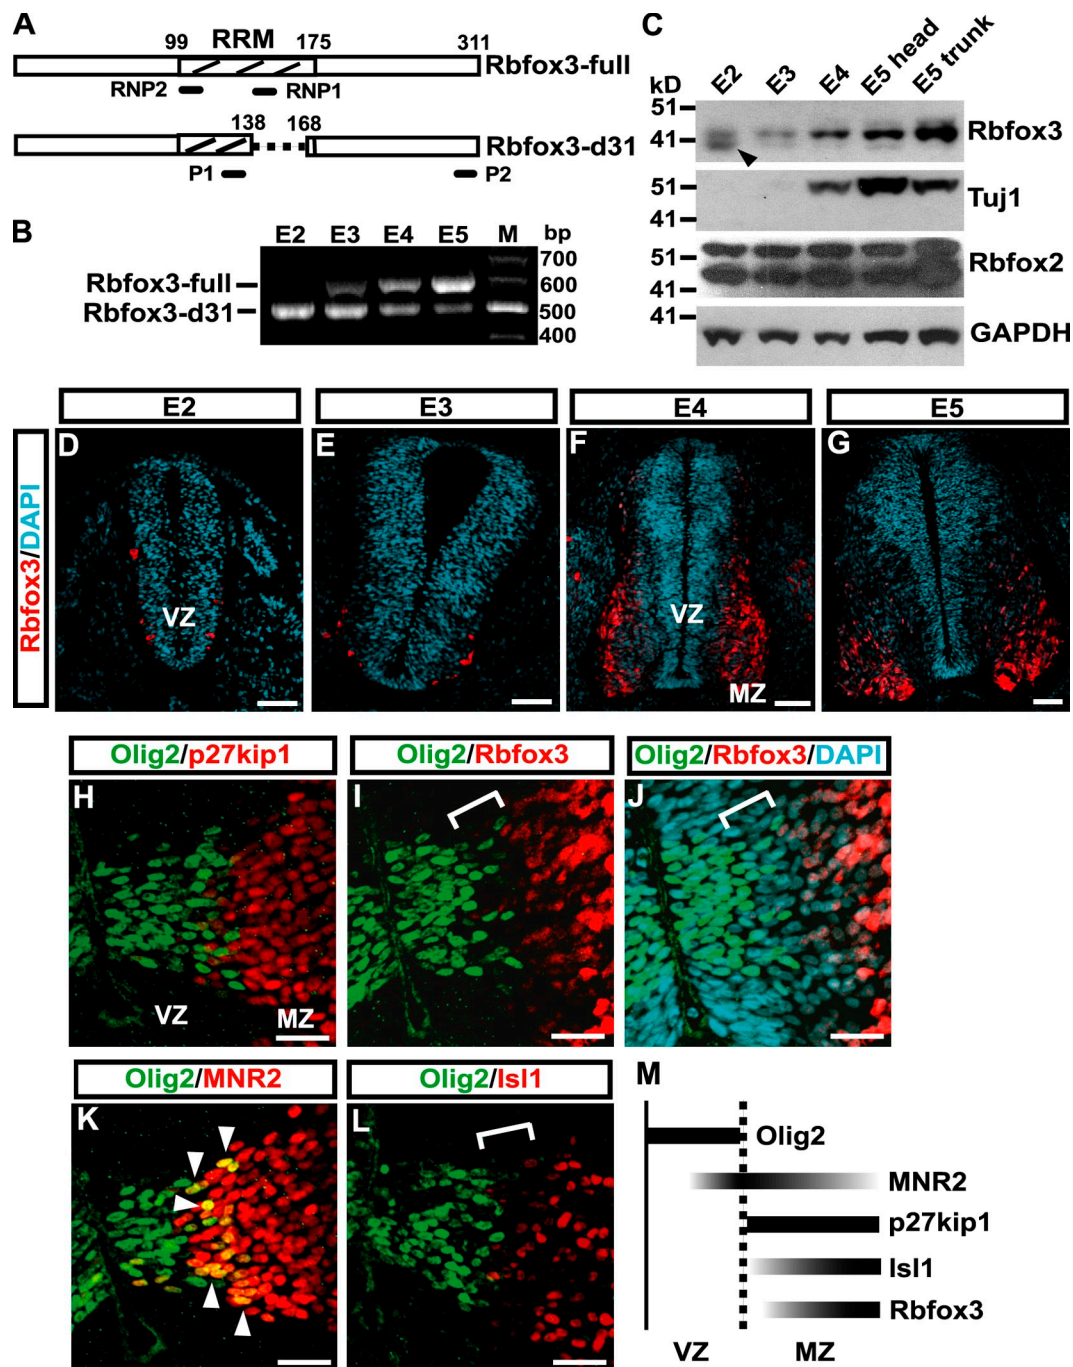 A
99 RRM 175 311
Rbfox3-full
RNP2 RNP1
138 168
Rbfox3-d31
P1 P2
B
E2 E3 E4 E5 M bp
Rbfox3-full
Rbfox3-d31
700
600
500
400
C
kD E2 E3 E4 E5 head E5 trunk
51
41
Rbfox3
51
41
Tuj1
51
41
Rbfox2
41
GAPDH
E2 E3 E4 E5
Rbfox3/DAPI
D
VZ
E
F
VZ
MZ
G
Olig2/p27kip1
H
VZ MZ
Olig2/Rbfox3
I
Olig2/Rbfox3/DAPI
J
Olig2/MNR2
K
Olig2/Isl1
L
M
Olig2
MNR2
p27kip1
Isl1
Rbfox3
VZ MZ